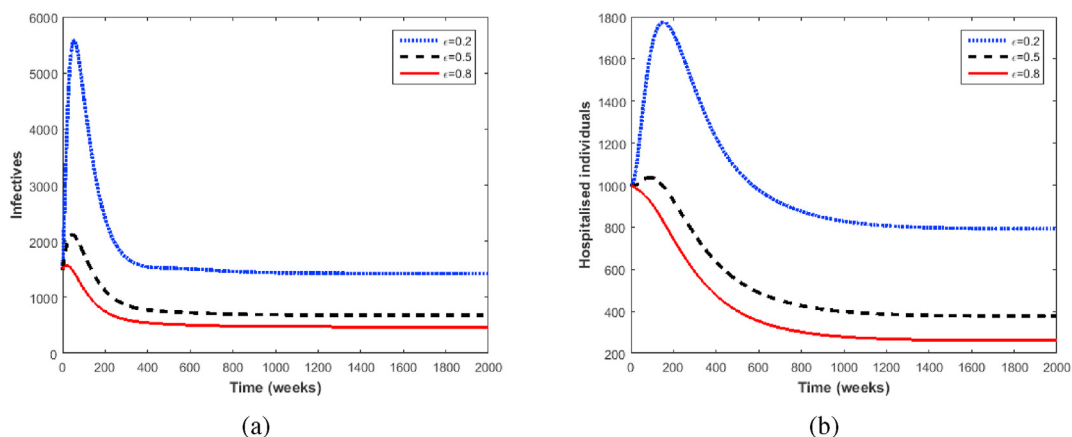 6000
5000
4000
3000
2000
1000
0
Infectives
ϵ=0.2
ϵ=0.5
ϵ=0.8
0 200 400 600 800 1000 1200 1400 1600 1800 2000
Time (weeks)
(a)
1800
1600
1400
1200
1000
800
600
400
200
Hospitalised individuals
ϵ=0.2
ϵ=0.5
ϵ=0.8
0 200 400 600 800 1000 1200 1400 1600 1800 2000
Time (weeks)
(b)